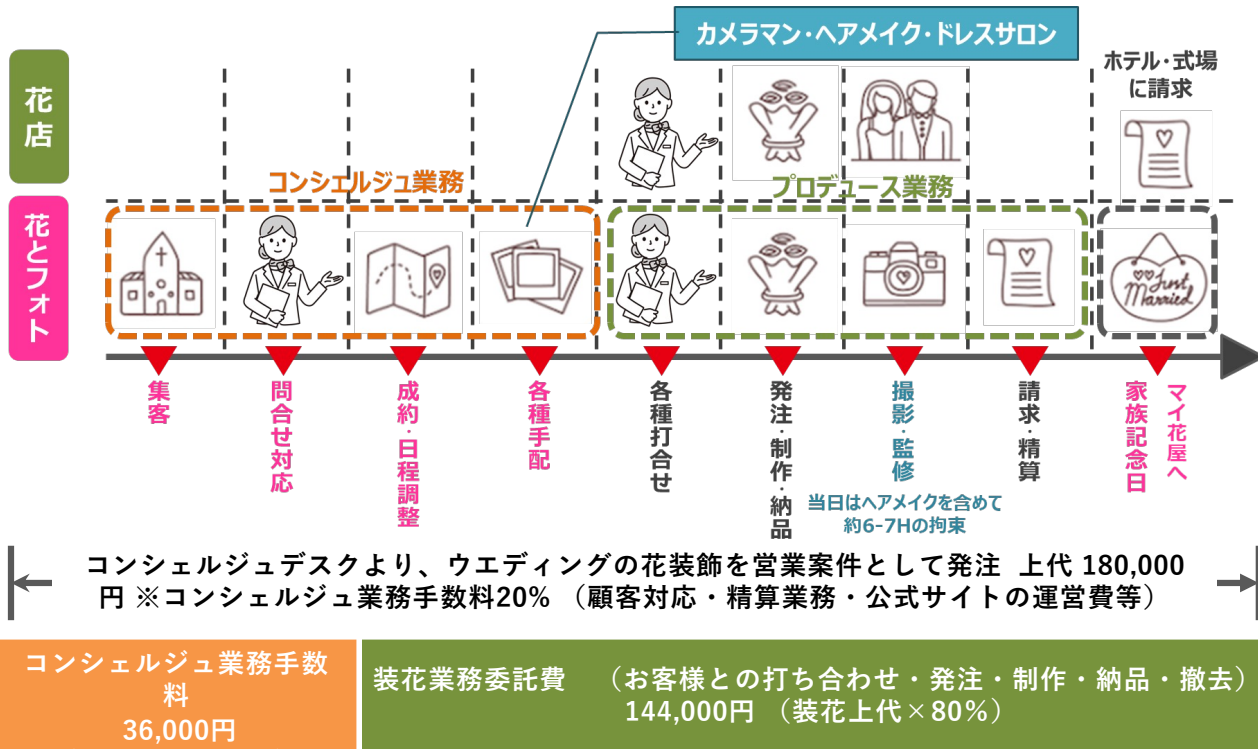 カメラマン・ヘアメイク・ドレスサロン
ホテル・式場
に請求
花店
コンシェルジュ業務
プロデュース業務
花とフォト
Just
Married
集客
問合せ対応
成約・日程調整
各種手配
各種打合せ
発注・制作・納品
撮影・監修
請求・精算
マイ花屋へ
家族記念日
当日はヘアメイクを含めて
約6-7Hの拘束
コンシェルジュデスクより、ウエディングの花装飾を営業案件として発注 上代 180,000
円 ※コンシェルジュ業務手数料20% （顧客対応・精算業務・公式サイトの運営費等）
コンシェルジュ業務手数
料
36,000円
装花業務委託費 （お客様との打ち合わせ・発注・制作・納品・撤去）
144,000円 （装花上代×80%）